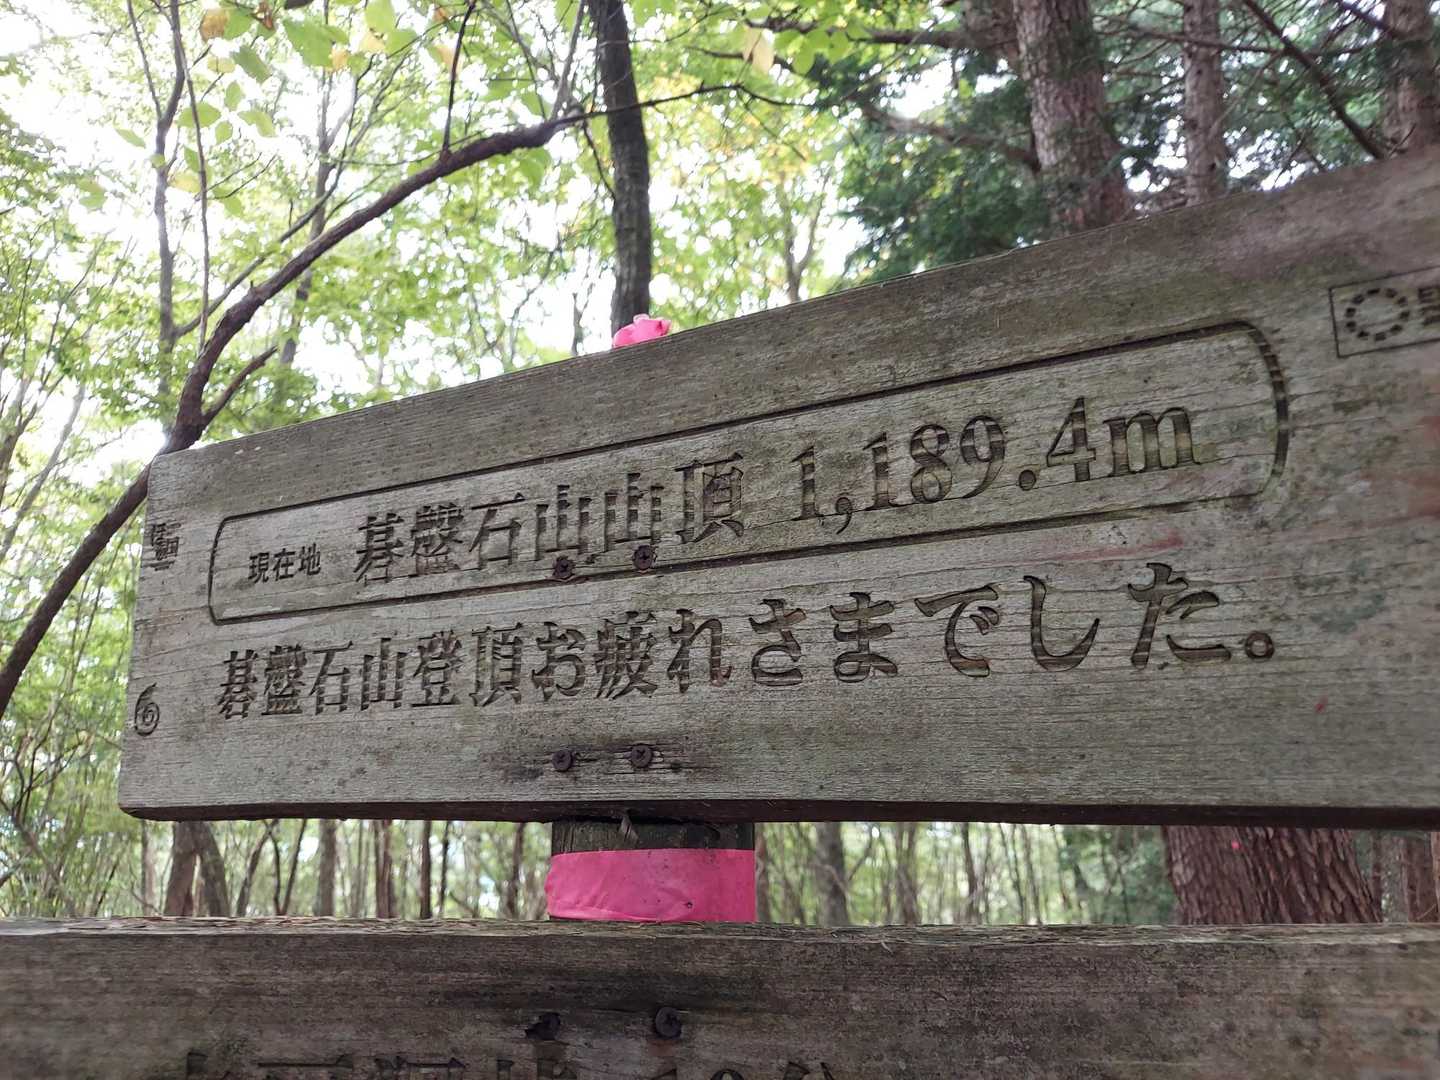 現在地 碁盤石山山頂 1,189.4m
碁盤石山登頂お疲れさまでした。
6